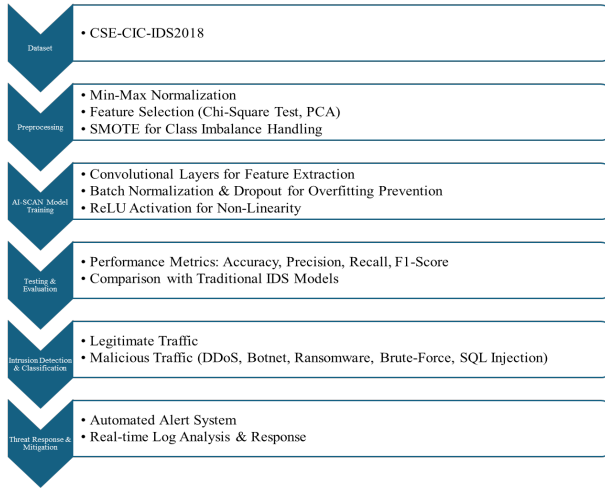 Dataset
• CSE-CIC-IDS2018
Preprocessing
• Min-Max Normalization
• Feature Selection (Chi-Square Test, PCA)
• SMOTE for Class Imbalance Handling
AI-SCAN Model
Training
• Convolutional Layers for Feature Extraction
• Batch Normalization & Dropout for Overfitting Prevention
• ReLU Activation for Non-Linearity
Testing &
Evaluation
• Performance Metrics: Accuracy, Precision, Recall, F1-Score
• Comparison with Traditional IDS Models
Intrusion Detection
& Classification
• Legitimate Traffic
• Malicious Traffic (DDoS, Botnet, Ransomware, Brute-Force, SQL Injection)
Threat Response &
Mitigation
• Automated Alert System
• Real-time Log Analysis & Response